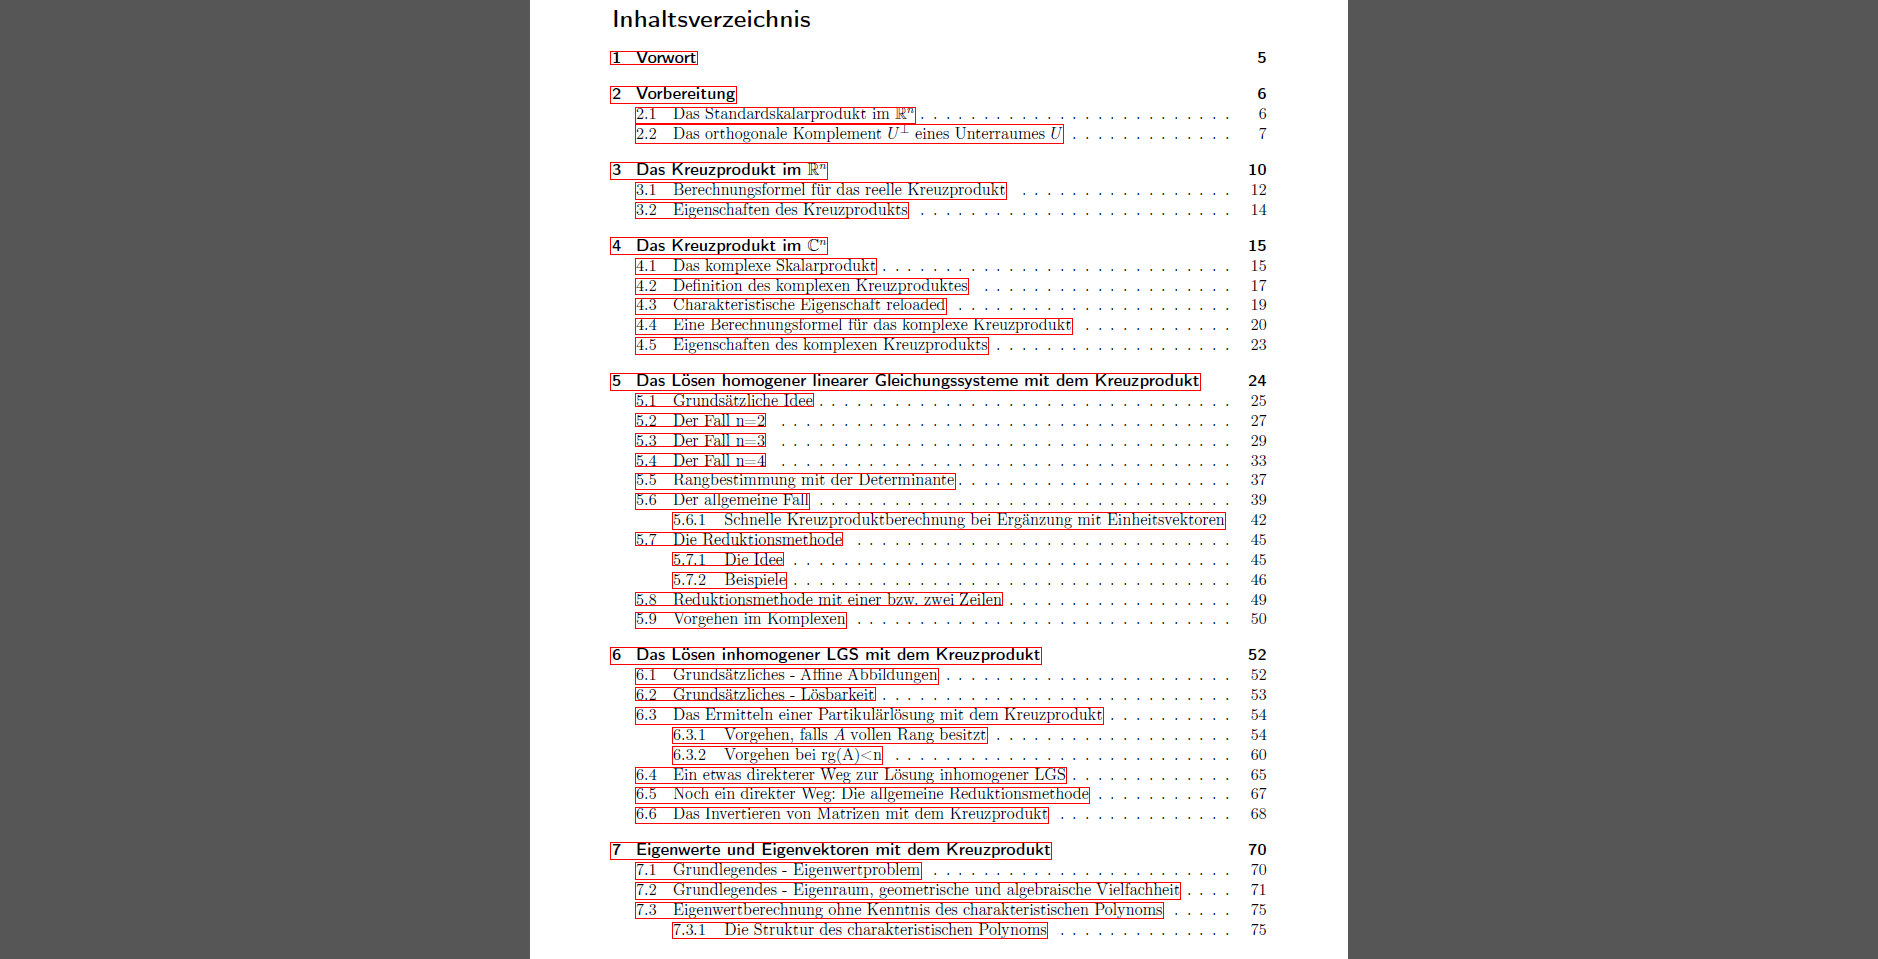 Inhaltsverzeichnis
1 Vorwort 5
2 Vorbereitung 6
2.1 Das Standardskalarprodukt im ℝⁿ . . . . . . . . . . . . . . . . . . . . . . . . . 6
2.2 Das orthogonale Komplement U⊥ eines Unterraumes U . . . . . . . . . . . . . 7
3 Das Kreuzprodukt im ℝⁿ 10
3.1 Berechnungsformel für das reelle Kreuzprodukt . . . . . . . . . . . . . . . . . 12
3.2 Eigenschaften des Kreuzprodukts . . . . . . . . . . . . . . . . . . . . . . . . . 14
4 Das Kreuzprodukt im ℂⁿ 15
4.1 Das komplexe Skalarprodukt . . . . . . . . . . . . . . . . . . . . . . . . . . . . 15
4.2 Definition des komplexen Kreuzproduktes . . . . . . . . . . . . . . . . . . . . 17
4.3 Charakteristische Eigenschaft reloaded . . . . . . . . . . . . . . . . . . . . . . 19
4.4 Eine Berechnungsformel für das komplexe Kreuzprodukt . . . . . . . . . . . . 20
4.5 Eigenschaften des komplexen Kreuzprodukts . . . . . . . . . . . . . . . . . . . 23
5 Das Lösen homogener linearer Gleichungssysteme mit dem Kreuzprodukt 24
5.1 Grundsätzliche Idee . . . . . . . . . . . . . . . . . . . . . . . . . . . . . . . . . 25
5.2 Der Fall n=2 . . . . . . . . . . . . . . . . . . . . . . . . . . . . . . . . . . . . 27
5.3 Der Fall n=3 . . . . . . . . . . . . . . . . . . . . . . . . . . . . . . . . . . . . 29
5.4 Der Fall n=4 . . . . . . . . . . . . . . . . . . . . . . . . . . . . . . . . . . . . 33
5.5 Rangbestimmung mit der Determinante . . . . . . . . . . . . . . . . . . . . . . 37
5.6 Der allgemeine Fall . . . . . . . . . . . . . . . . . . . . . . . . . . . . . . . . 39
5.6.1 Schnelle Kreuzproduktberechnung bei Ergänzung mit Einheitsvektoren 42
5.7 Die Reduktionsmethode . . . . . . . . . . . . . . . . . . . . . . . . . . . . . . 45
5.7.1 Die Idee . . . . . . . . . . . . . . . . . . . . . . . . . . . . . . . . . . . 45
5.7.2 Beispiele . . . . . . . . . . . . . . . . . . . . . . . . . . . . . . . . . . . 46
5.8 Reduktionsmethode mit einer bzw. zwei Zeilen . . . . . . . . . . . . . . . . . . 49
5.9 Vorgehen im Komplexen . . . . . . . . . . . . . . . . . . . . . . . . . . . . . . 50
6 Das Lösen inhomogener LGS mit dem Kreuzprodukt 52
6.1 Grundsätzliches - Affine Abbildungen . . . . . . . . . . . . . . . . . . . . . . . 52
6.2 Grundsätzliches - Lösbarkeit . . . . . . . . . . . . . . . . . . . . . . . . . . . . 53
6.3 Das Ermitteln einer Partikulärlösung mit dem Kreuzprodukt . . . . . . . . . . 54
6.3.1 Vorgehen, falls A vollen Rang besitzt . . . . . . . . . . . . . . . . . . . 54
6.3.2 Vorgehen bei rg(A)<n . . . . . . . . . . . . . . . . . . . . . . . . . . . 60
6.4 Ein etwas direkterer Weg zur Lösung inhomogener LGS . . . . . . . . . . . . . 65
6.5 Noch ein direkter Weg: Die allgemeine Reduktionsmethode . . . . . . . . . . . 67
6.6 Das Invertieren von Matrizen mit dem Kreuzprodukt . . . . . . . . . . . . . . 68
7 Eigenwerte und Eigenvektoren mit dem Kreuzprodukt 70
7.1 Grundlegendes - Eigenwertproblem . . . . . . . . . . . . . . . . . . . . . . . . 70
7.2 Grundlegendes - Eigenraum, geometrische und algebraische Vielfachheit . . . . 71
7.3 Eigenwertberechnung ohne Kenntnis des charakteristischen Polynoms . . . . . 75
7.3.1 Die Struktur des charakteristischen Polynoms . . . . . . . . . . . . . . 75